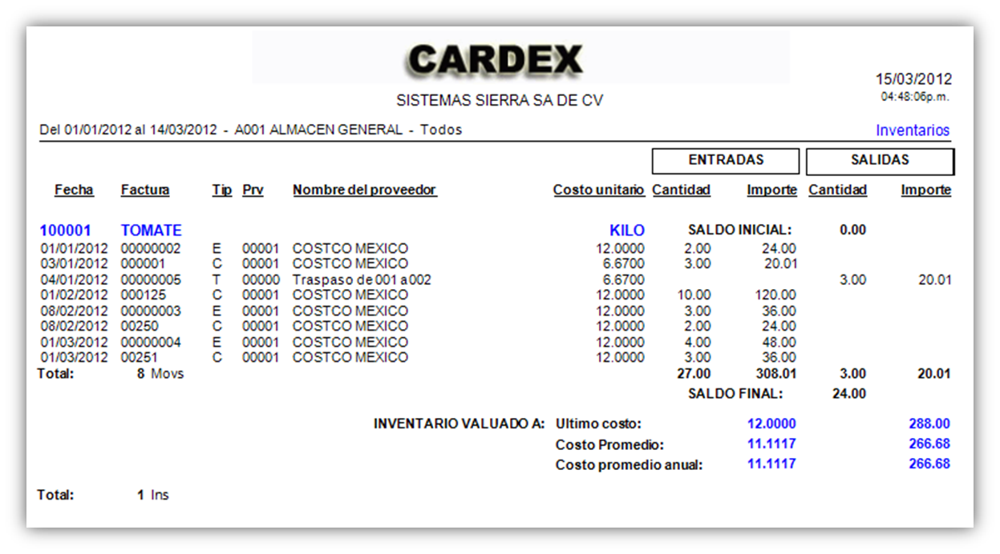 CARDEX
15/03/2012
04:48:06p.m.
SISTEMAS SIERRA SA DE CV
Del 01/01/2012 al 14/03/2012 - A001 ALMACEN GENERAL - Todos Inventarios
ENTRADAS SALIDAS
Fecha Factura Tip Prv Nombre del proveedor Costo unitario Cantidad Importe Cantidad Importe
100001 TOMATE KILO SALDO INICIAL: 0.00
01/01/2012 00000002 E 00001 COSTCO MEXICO 12.0000 2.00 24.00
03/01/2012 000001 C 00001 COSTCO MEXICO 6.6700 3.00 20.01
04/01/2012 00000005 T 00000 Traspaso de 001 a 002 6.6700 3.00 20.01
01/02/2012 000125 C 00001 COSTCO MEXICO 12.0000 10.00 120.00
08/02/2012 00000003 E 00001 COSTCO MEXICO 12.0000 3.00 36.00
08/02/2012 00250 C 00001 COSTCO MEXICO 12.0000 2.00 24.00
01/03/2012 00000004 E 00001 COSTCO MEXICO 12.0000 4.00 48.00
01/03/2012 00251 C 00001 COSTCO MEXICO 12.0000 3.00 36.00
Total: 8 Movs 27.00 308.01 3.00 20.01
SALDO FINAL: 24.00
INVENTARIO VALUADO A: Ultimo costo: 12.0000 288.00
Costo Promedio: 11.1117 266.68
Costo promedio anual: 11.1117 266.68
Total: 1 Ins